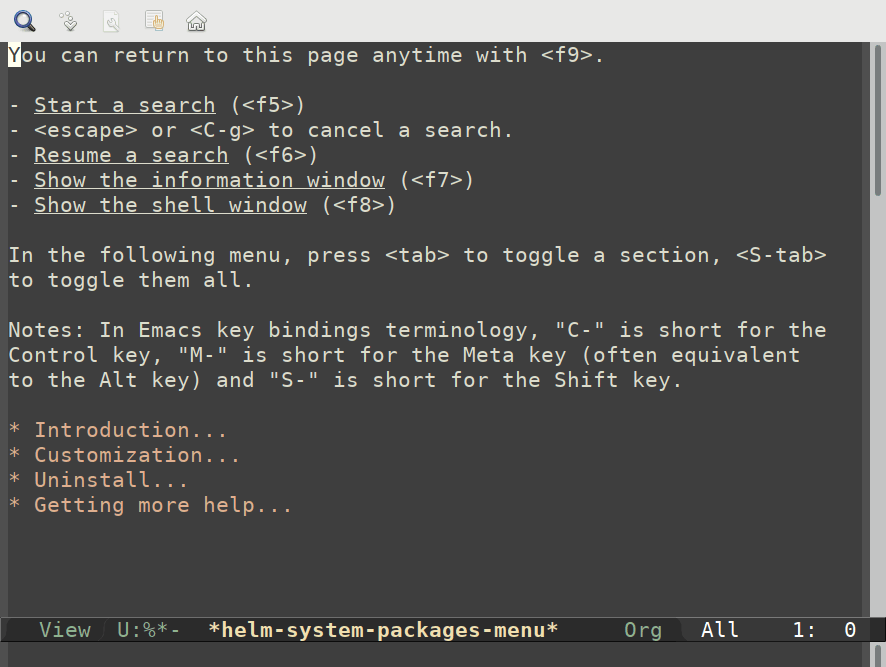 You can return to this page anytime with <f9>.
- Start a search (<f5>)
- <escape> or <C-g> to cancel a search.
- Resume a search (<f6>)
- Show the information window (<f7>)
- Show the shell window (<f8>)
In the following menu, press <tab> to toggle a section, <S-tab>
to toggle them all.
Notes: In Emacs key bindings terminology, "C-" is short for the
Control key, "M-" is short for the Meta key (often equivalent
to the Alt key) and "S-" is short for the Shift key.
* Introduction...
* Customization...
* Uninstall...
* Getting more help...
View U:%*- *helm-system-packages-menu* Org All 1: 0